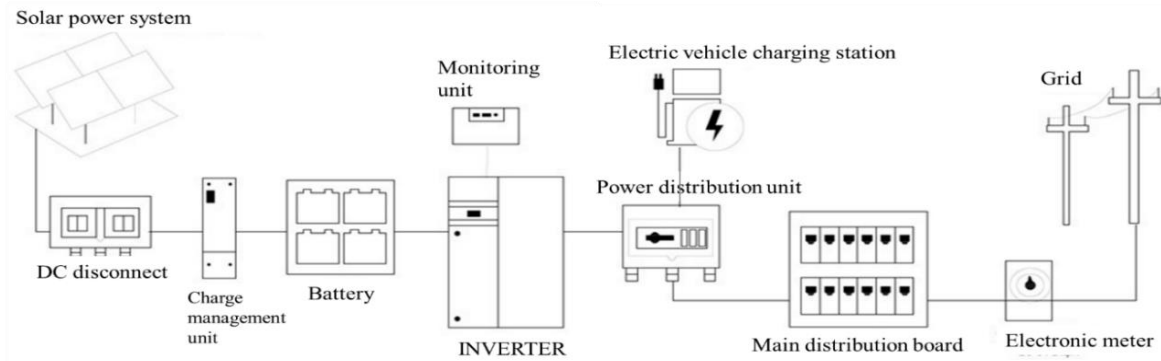 Solar power system
Monitoring
unit
Electric vehicle charging station
Grid
Power distribution unit
DC disconnect
Charge
management
unit
Battery
INVERTER
Main distribution board
Electronic meter